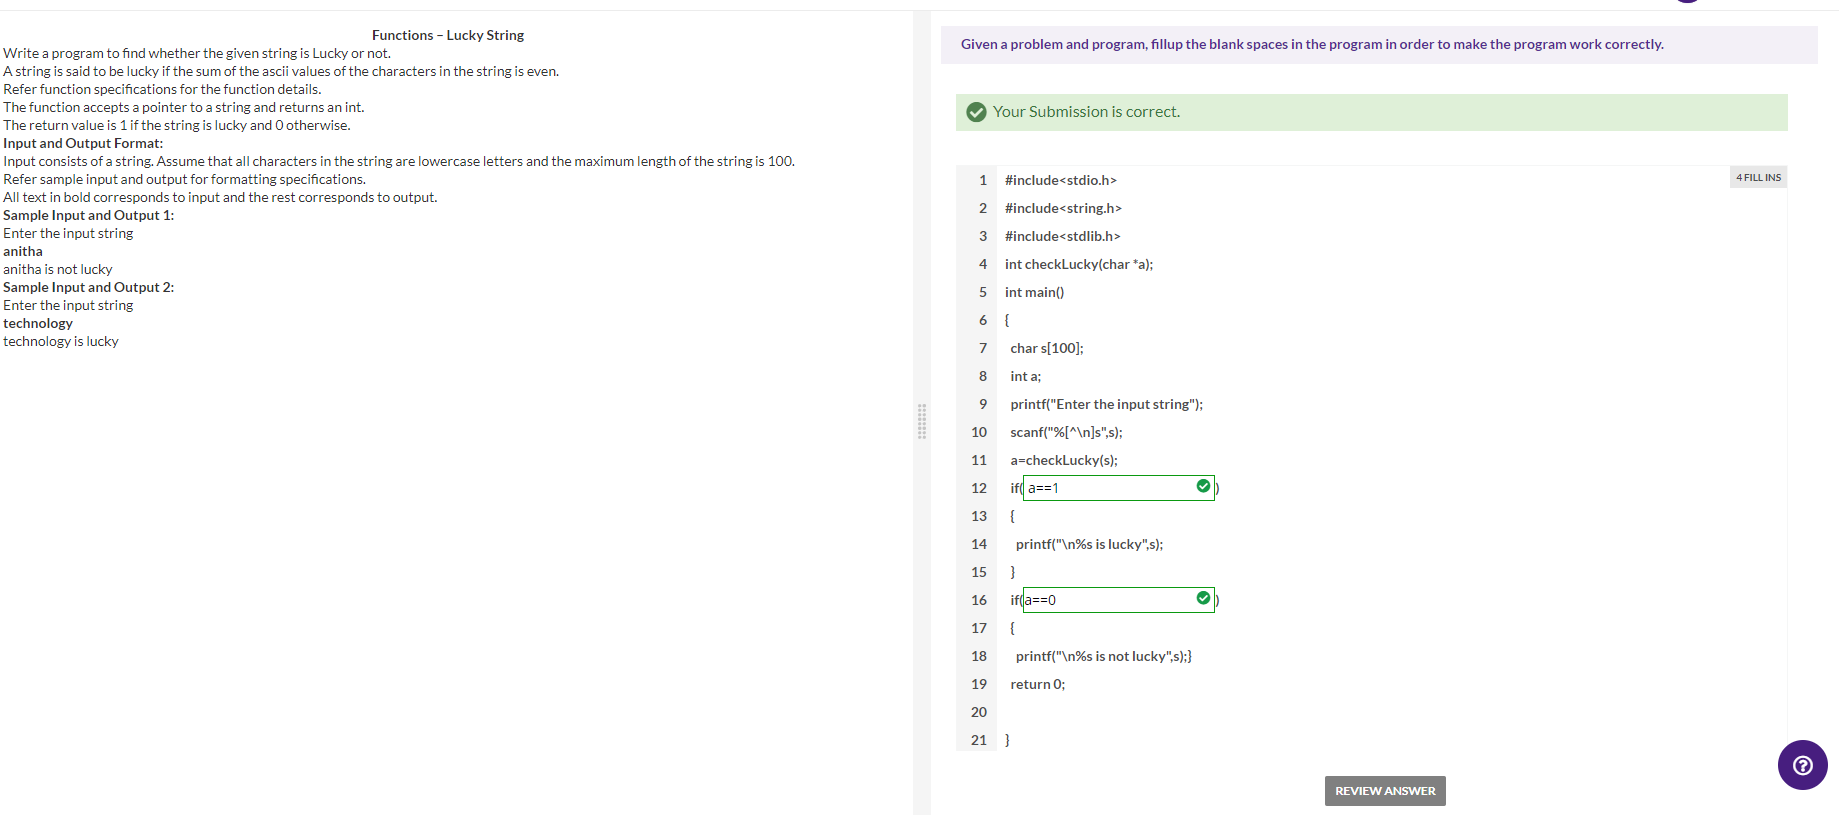 Functions – Lucky String
Write a program to find whether the given string is Lucky or not.
A string is said to be lucky if the sum of the ascii values of the characters in the string is even.
Refer function specifications for the function details.
The function accepts a pointer to a string and returns an int.
The return value is 1 if the string is lucky and 0 otherwise.
Input and Output Format:
Input consists of a string. Assume that all characters in the string are lowercase letters and the maximum length of the string is 100.
Refer sample input and output for formatting specifications.
All text in bold corresponds to input and the rest corresponds to output.
Sample Input and Output 1:
Enter the input string
anitha
anitha is not lucky
Sample Input and Output 2:
Enter the input string
technology
technology is lucky
Given a problem and program, fillup the blank spaces in the program in order to make the program work correctly.
Your Submission is correct.
4 FILL INS
1 #include<stdio.h>
2 #include<string.h>
3 #include<stdlib.h>
4 int checkLucky(char *a);
5 int main()
6 {
7 char s[100];
8 int a;
9 printf("Enter the input string");
10 scanf("%[^\n]s",s);
11 a=checkLucky(s);
12 if( a==1 )
13 {
14 printf("\n%s is lucky",s);
15 }
16 if(a==0 )
17 {
18 printf("\n%s is not lucky",s);}
19 return 0;
20
21 }
REVIEW ANSWER